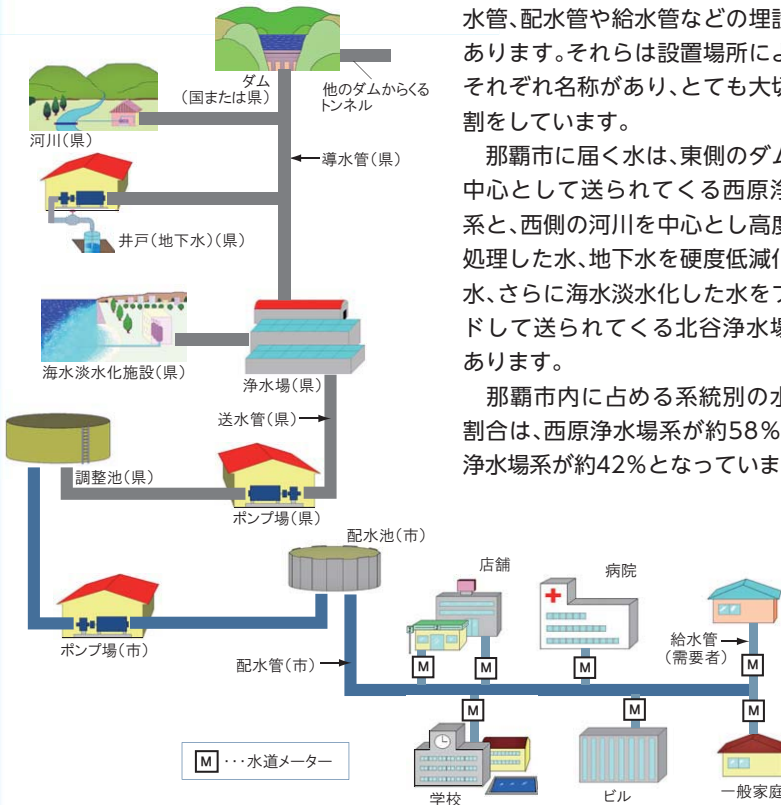 ダム
(国または県)
他のダムからくる
トンネル
河川(県)
導水管(県)
井戸(地下水)(県)
海水淡水化施設(県)
浄水場(県)
送水管(県)
調整池(県)
ポンプ場(県)
配水池(市)
ポンプ場(市)
配水管(市)
店舗
病院
給水管
(需要者)
M
M
M
M
M
M
M
学校
ビル
一般家庭
M・・・水道メーター
水管、配水管や給水管などの埋設
あります。それらは設置場所によ
それぞれ名称があり、とても大切
割をしています。
那覇市に届く水は、東側のダム
中心として送られてくる西原浄
系と、西側の河川を中心とし高度
処理した水、地下水を硬度低減化
水、さらに海水淡水化した水をブ
ドして送られてくる北谷浄水場
あります。
那覇市内に占める系統別の水
割合は、西原浄水場系が約58%
浄水場系が約42%となっていま